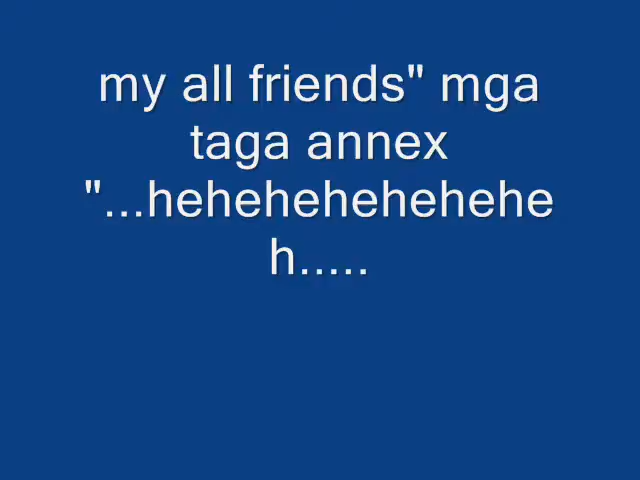 my all friends" mga
taga annex
"...hehehehehehehe
h.....